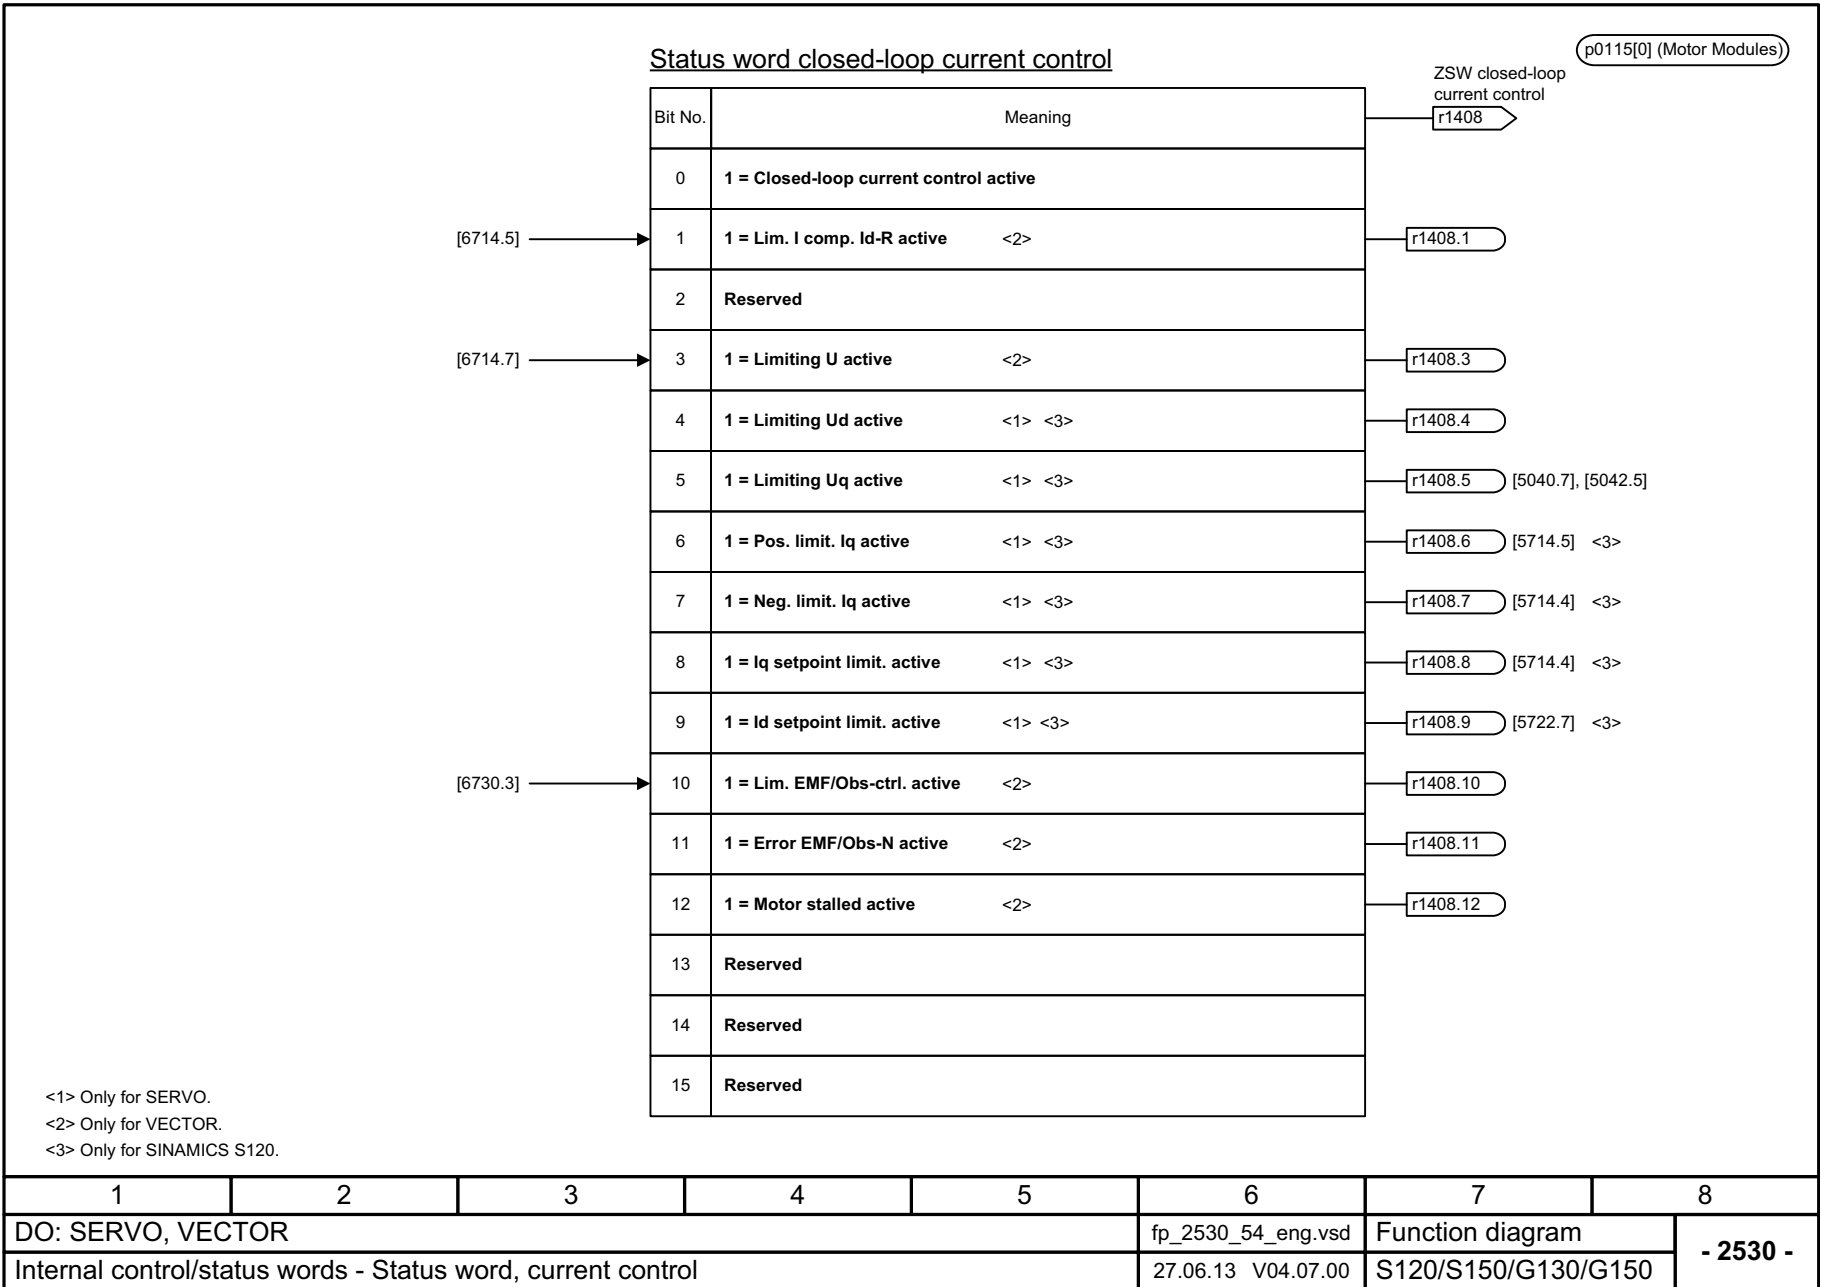 Status word closed-loop current control
p0115[0] (Motor Modules)
ZSW closed-loop
current control
Bit No. Meaning r1408
0 1 = Closed-loop current control active
[6714.5] 1 1 = Lim. I comp. Id-R active <2> r1408.1
2 Reserved
[6714.7] 3 1 = Limiting U active <2> r1408.3
4 1 = Limiting Ud active <1> <3> r1408.4
5 1 = Limiting Uq active <1> <3> r1408.5 [5040.7], [5042.5]
6 1 = Pos. limit. Iq active <1> <3> r1408.6 [5714.5] <3>
7 1 = Neg. limit. Iq active <1> <3> r1408.7 [5714.4] <3>
8 1 = Iq setpoint limit. active <1> <3> r1408.8 [5714.4] <3>
9 1 = Id setpoint limit. active <1> <3> r1408.9 [5722.7] <3>
[6730.3] 10 1 = Lim. EMF/Obs-ctrl. active <2> r1408.10
11 1 = Error EMF/Obs-N active <2> r1408.11
12 1 = Motor stalled active <2> r1408.12
13 Reserved
14 Reserved
15 Reserved
<1> Only for SERVO.
<2> Only for VECTOR.
<3> Only for SINAMICS S120.
1 2 3 4 5 6 7 8
DO: SERVO, VECTOR fp_2530_54_eng.vsd Function diagram
- 2530 -
Internal control/status words - Status word, current control 27.06.13 V04.07.00 S120/S150/G130/G150